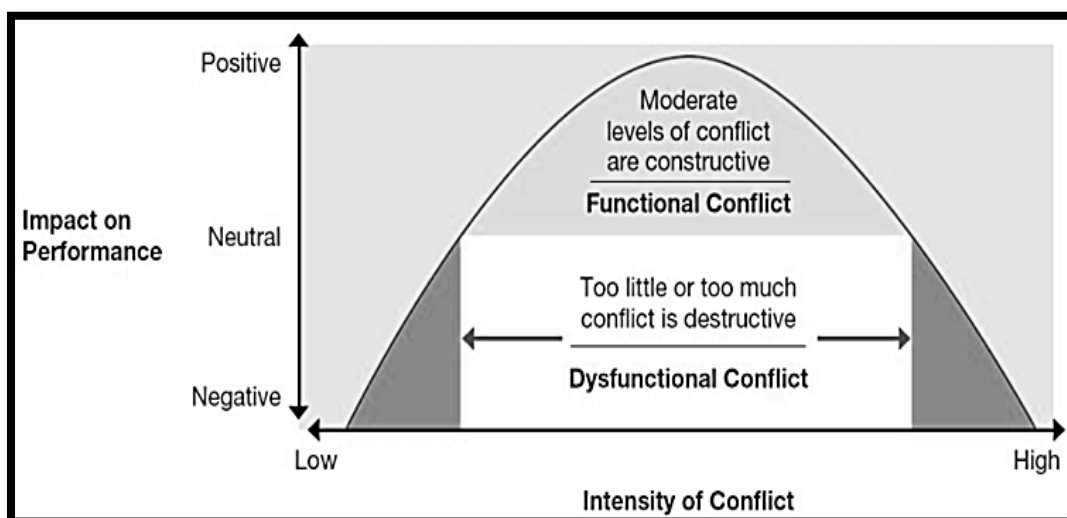 Positive
Moderate
levels of conflict
are constructive
Functional Conflict
Impact on
Performance
Neutral
Too little or too much
conflict is destructive
Dysfunctional Conflict
Negative
Low
High
Intensity of Conflict